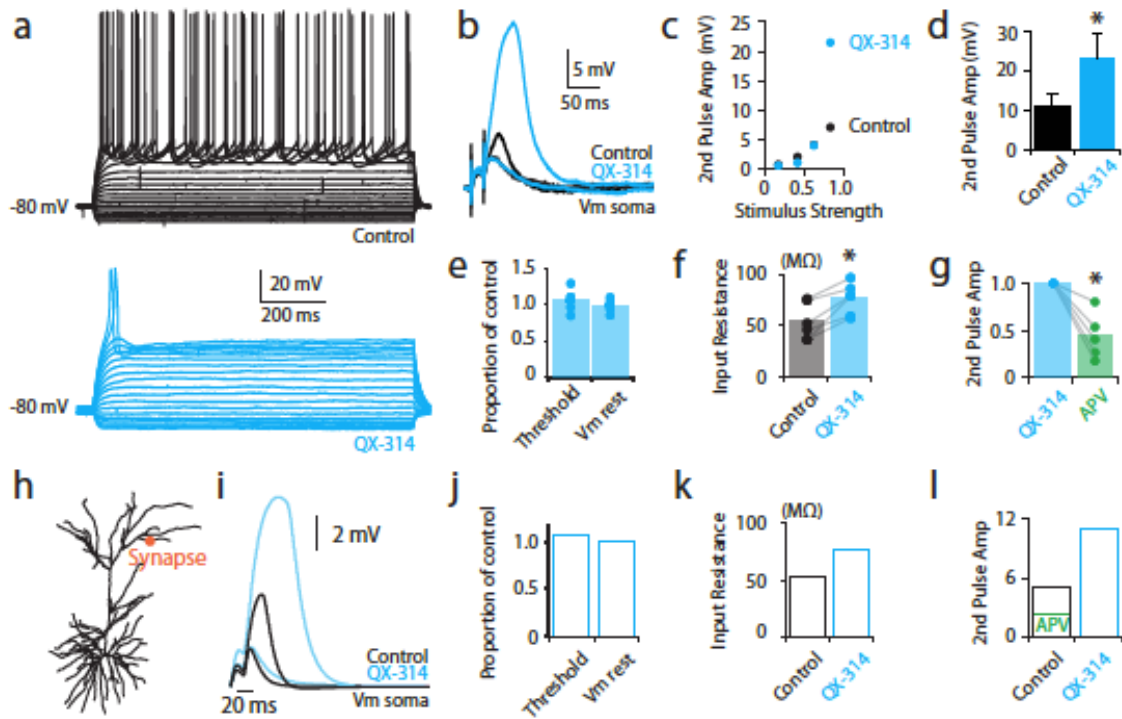 a
-80 mV
Control
20 mV
200 ms
-80 mV
QX-314
b
5 mV
50 ms
Control
QX-314
Vm soma
c
2nd Pulse Amp (mV)
25
20
15
10
5
0
QX-314
Control
0
0.5
1.0
Stimulus Strength
d
2nd Pulse Amp (mV)
30
20
10
0
*
Control
QX-314
e
Proportion of control
1.5
1.0
0.5
0
Threshold
Vm rest
f
Input Resistance
(MΩ)
100
50
0
*
Control
QX-314
g
2nd Pulse Amp
1.0
0.5
0
*
QX-314
APV
h
Synapse
i
2 mV
Control
QX-314
Vm soma
20 ms
j
Proportion of control
1.0
0.5
0
Threshold
Vm rest
k
Input Resistance
(MΩ)
100
50
0
Control
QX-314
l
2nd Pulse Amp
12
6
0
APV
Control
QX-314